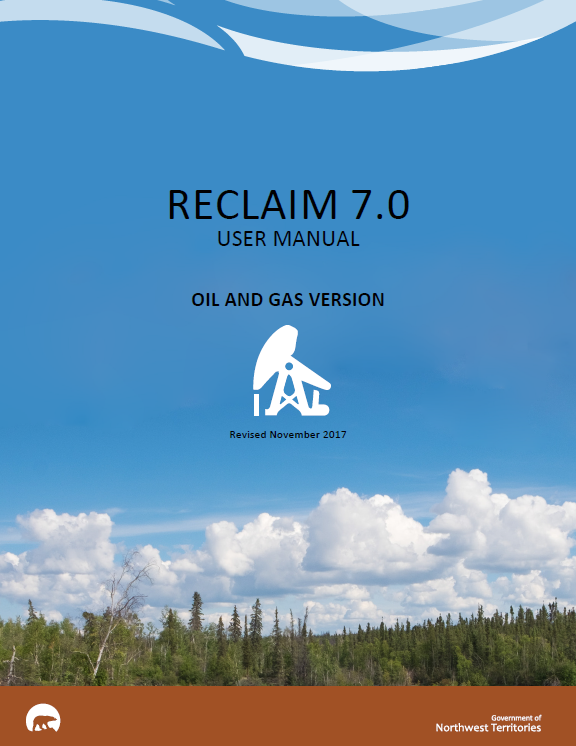 RECLAIM 7.0
USER MANUAL
OIL AND GAS VERSION
Revised November 2017
Government of
Northwest Territories